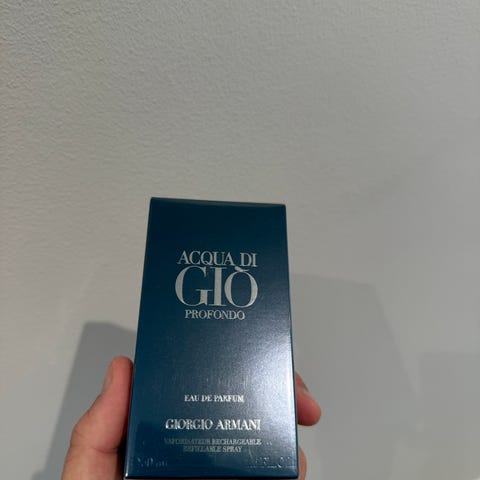 ACQUA DI
GIÒ
PROFONDO
EAU DE PARFUM
GIORGIO ARMANI
VAPORISATEUR RECHARGEABLE
REFILLABLE SPRAY